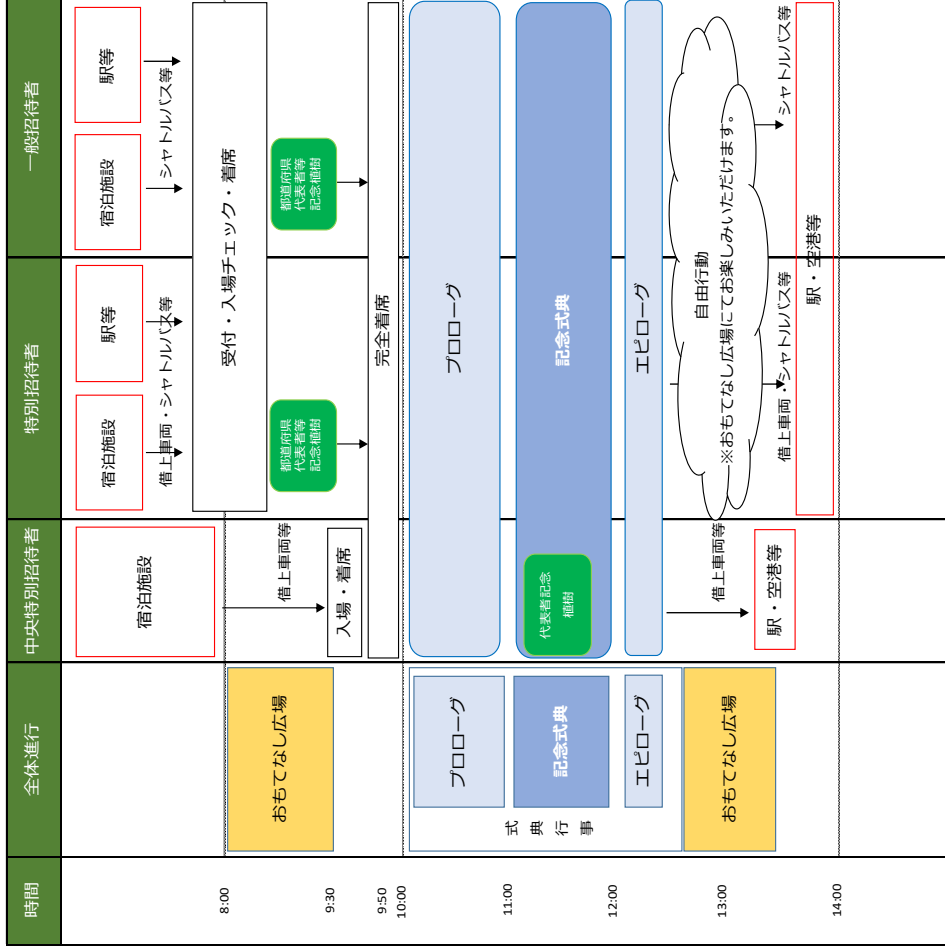 時間
全体進行
中央特別招待者
特別招待者
一般招待者
8:00
9:30
9:50
10:00
11:00
12:00
13:00
14:00
おもてなし広場
式典行事
プロローグ
記念式典
エピローグ
おもてなし広場
宿泊施設
借上車両等
入場・着席
宿泊施設
駅等
借上車両・シャトルバス等
宿泊施設
駅等
シャトルバス等
受付・入場チェック・着席
都道府県
代表者等
記念植樹
都道府県
代表者等
記念植樹
完全着席
プロローグ
記念式典
代表者記念
植樹
エピローグ
借上車両等
駅・空港等
自由行動
※おもてなし広場にてお楽しみいただけます。
借上車両・シャトルバス等
シャトルバス等
駅・空港等